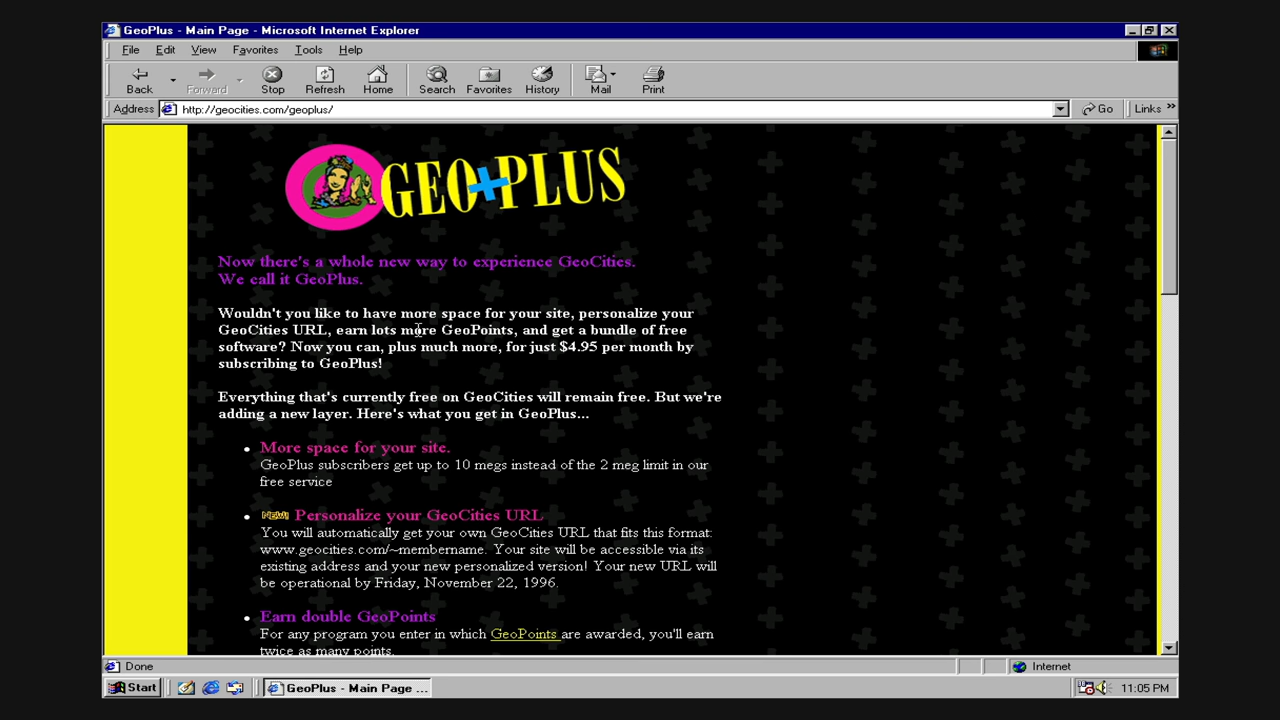 GeoPlus - Main Page - Microsoft Internet Explorer
File Edit View Favorites Tools Help
Back Forward Stop Refresh Home Search Favorites History Mail Print
Address http://geocities.com/geoplus/ Go Links »
GEO+PLUS
Now there's a whole new way to experience GeoCities.
We call it GeoPlus.
Wouldn't you like to have more space for your site, personalize your
GeoCities URL, earn lots more GeoPoints, and get a bundle of free
software? Now you can, plus much more, for just $4.95 per month by
subscribing to GeoPlus!
Everything that's currently free on GeoCities will remain free. But we're
adding a new layer. Here's what you get in GeoPlus...
• More space for your site.
GeoPlus subscribers get up to 10 megs instead of the 2 meg limit in our
free service
• NEW! Personalize your GeoCities URL
You will automatically get your own GeoCities URL that fits this format:
www.geocities.com/~membername. Your site will be accessible via its
existing address and your new personalized version! Your new URL will
be operational by Friday, November 22, 1996.
• Earn double GeoPoints
For any program you enter in which GeoPoints are awarded, you'll earn
twice as many points.
Done Internet
Start GeoPlus - Main Page ... 11:05 PM